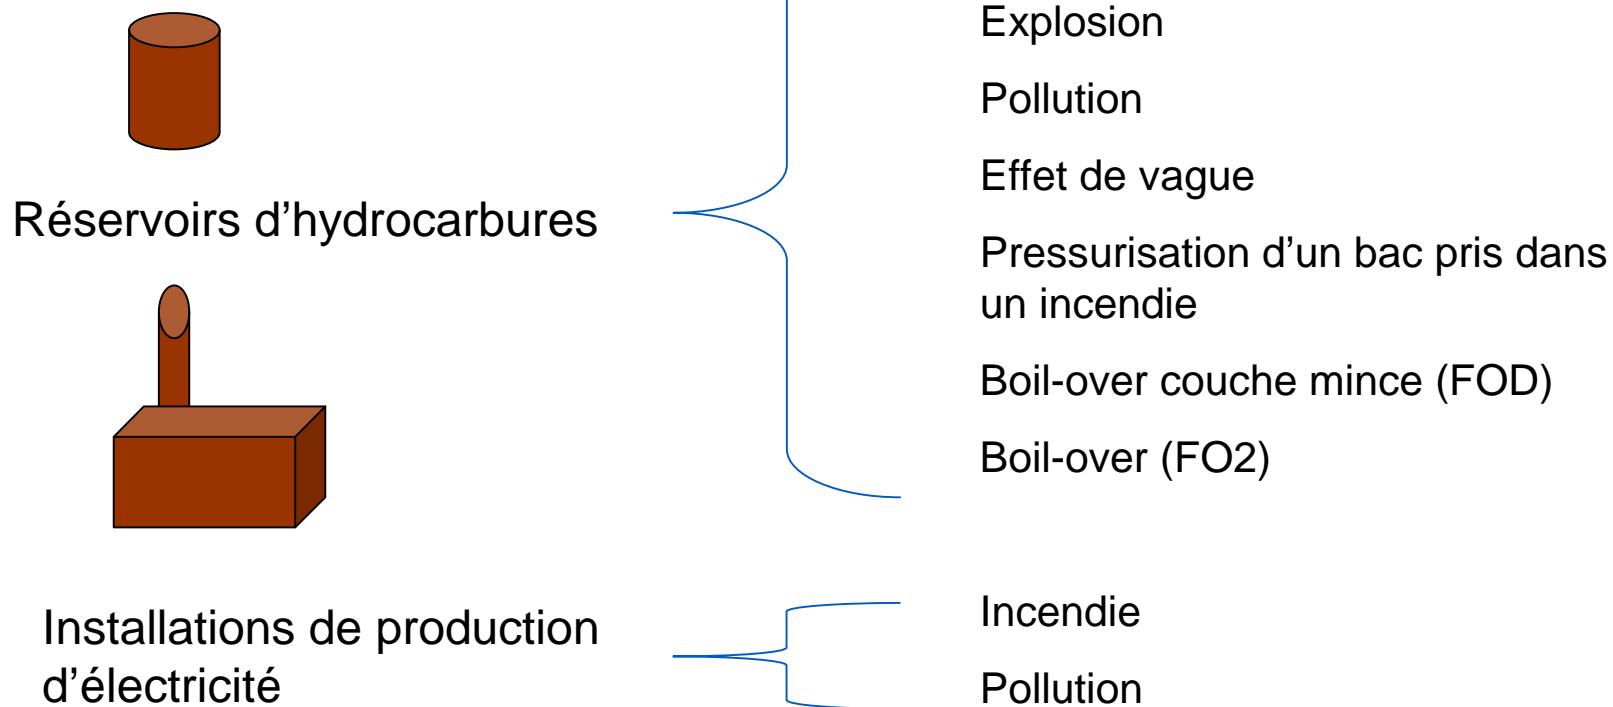 Explosion
Pollution
Effet de vague
Réservoirs d’hydrocarbures
Pressurisation d’un bac pris dans
un incendie
Boil-over couche mince (FOD)
Boil-over (FO2)
Installations de production
d’électricité
Incendie
Pollution